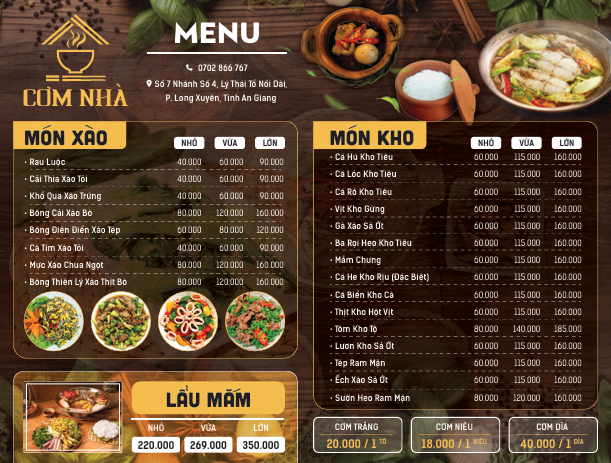 CƠM NHÀ
MENU
0702 866 767
Số 7 Nhánh Số 4, Lý Thái Tổ Nối Dài,
P. Long Xuyên, Tỉnh An Giang
MÓN XÀO
NHỎ VỪA LỚN
• Rau Luộc 40.000 60.000 90.000
• Cải Thìa Xào Tỏi 40.000 60.000 90.000
• Khổ Qua Xào Trứng 40.000 60.000 90.000
• Bông Cải Xào Bò 80.000 120.000 160.000
• Bông Điên Điển Xào Tép 60.000 80.000 120.000
• Cà Tím Xào Tỏi 40.000 60.000 90.000
• Mực Xào Chua Ngọt 80.000 120.000 160.000
• Bông Thiên Lý Xào Thịt Bò 80.000 120.000 160.000
LẨU MẮM
NHỎ VỪA LỚN
220.000 269.000 350.000
MÓN KHO
NHỎ VỪA LỚN
• Cá Hú Kho Tiêu 60.000 115.000 160.000
• Cá Lóc Kho Tiêu 60.000 115.000 160.000
• Cá Rô Kho Tiêu 60.000 115.000 160.000
• Vịt Kho Gừng 60.000 115.000 160.000
• Gà Xào Sả Ớt 60.000 115.000 160.000
• Ba Rọi Heo Kho Tiêu 60.000 115.000 160.000
• Mắm Chưng 60.000 115.000 160.000
• Cá He Kho Rịu (Đặc Biệt) 60.000 115.000 160.000
• Cá Biển Kho Cà 60.000 115.000 160.000
• Thịt Kho Hột Vịt 60.000 115.000 160.000
• Tôm Kho Tộ 80.000 140.000 185.000
• Lươn Kho Sả Ớt 60.000 115.000 160.000
• Tép Ram Mặn 60.000 115.000 160.000
• Ếch Xào Sả Ớt 60.000 115.000 160.000
• Sườn Heo Ram Mặn 80.000 120.000 160.000
CƠM TRẮNG
20.000 / 1 TÔ
CƠM NIÊU
18.000 / 1 NIÊU
CƠM DĨA
40.000 / 1 DĨA